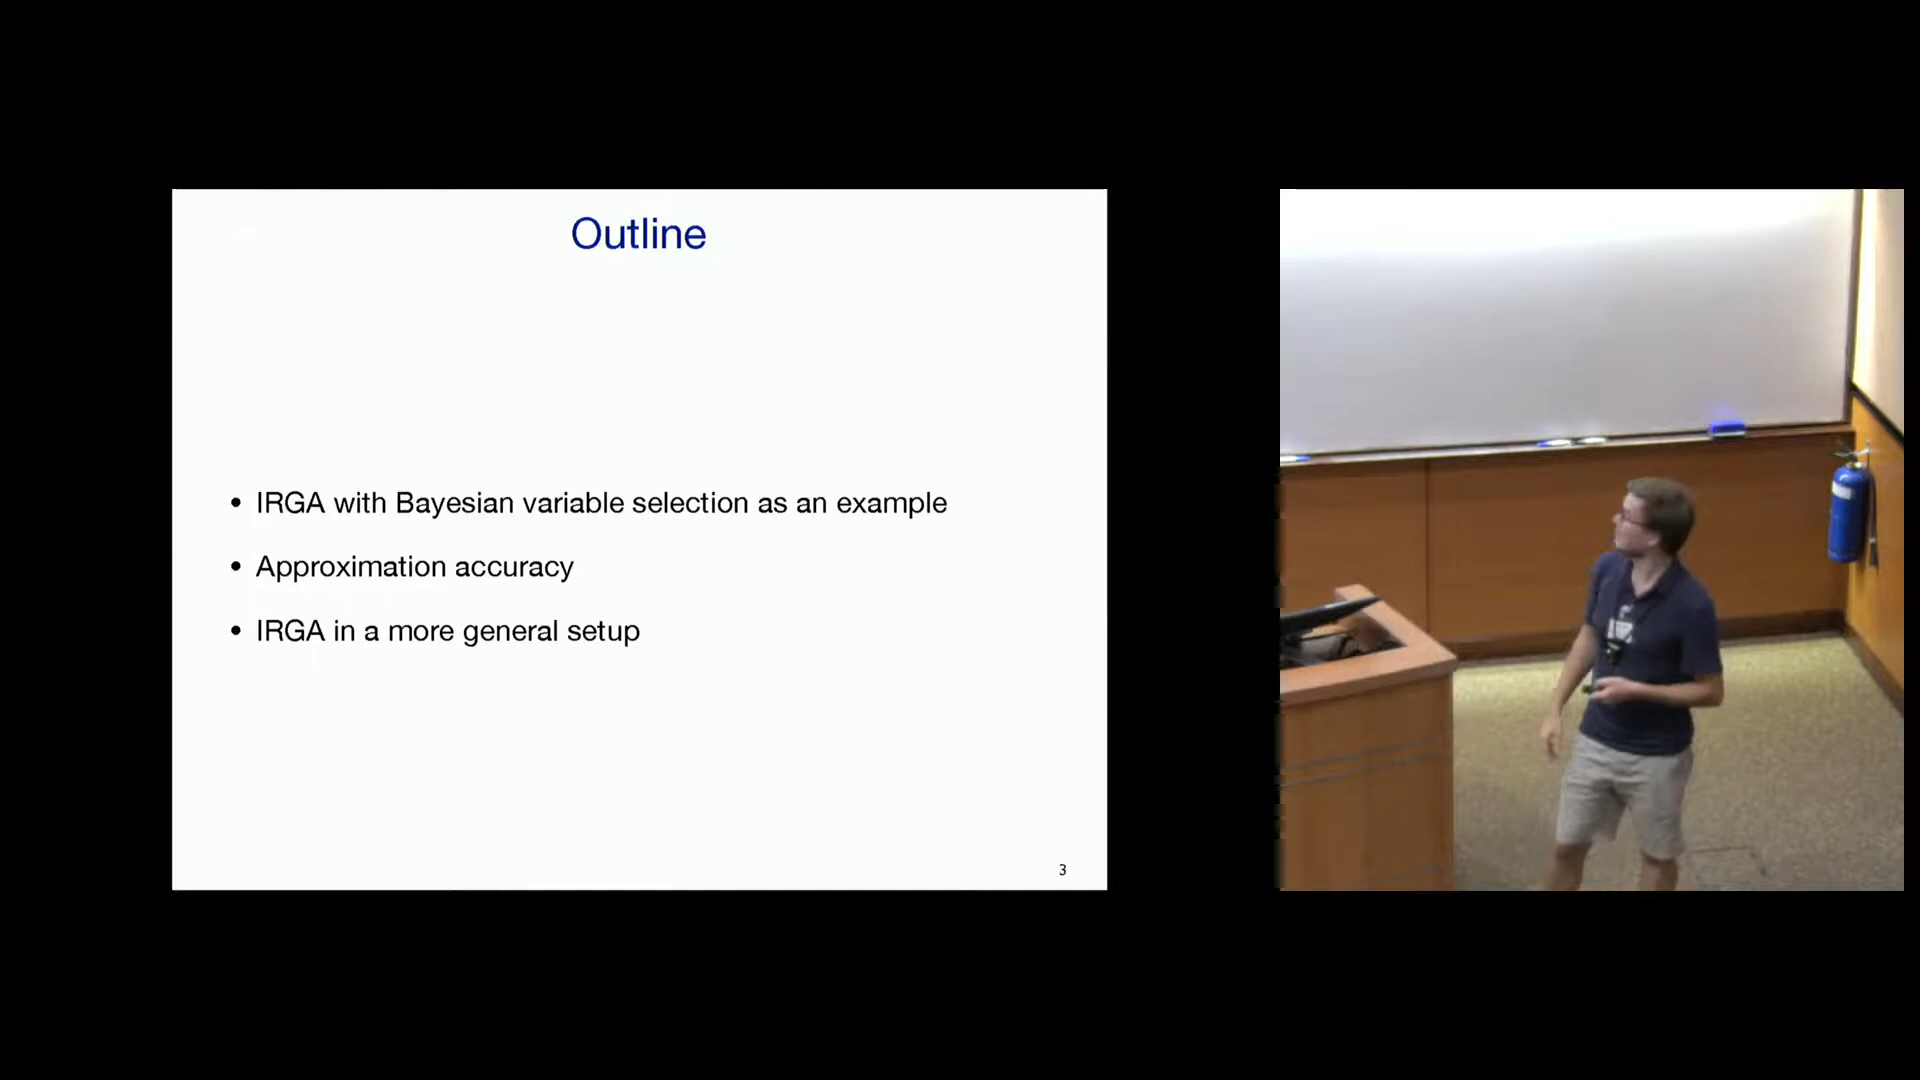 Outline
• IRGA with Bayesian variable selection as an example
• Approximation accuracy
• IRGA in a more general setup
3